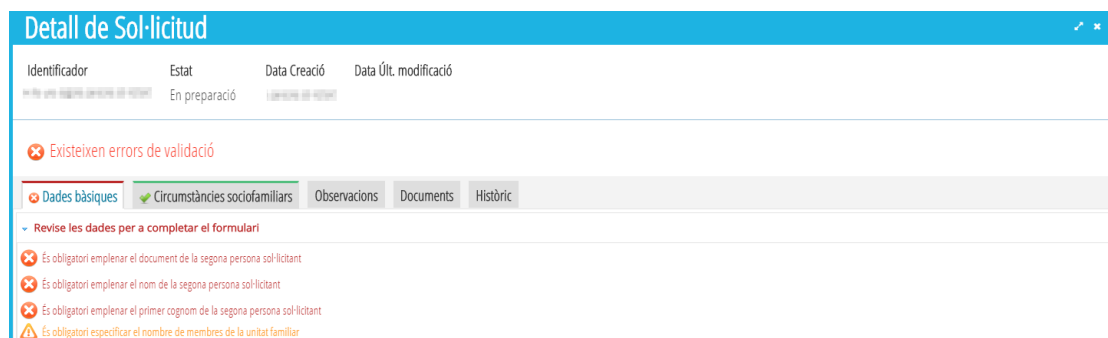 Detall de Sol·licitud
Identificador Estat Data Creació Data Últ. modificació
En preparació
Existeixen errors de validació
Dades bàsiques Circumstàncies sociofamiliars Observacions Documents Històric
Revise les dades per a completar el formulari
És obligatori emplenar el document de la segona persona sol·licitant
És obligatori emplenar el nom de la segona persona sol·licitant
És obligatori emplenar el primer cognom de la segona persona sol·licitant
És obligatori especificar el nombre de membres de la unitat familiar